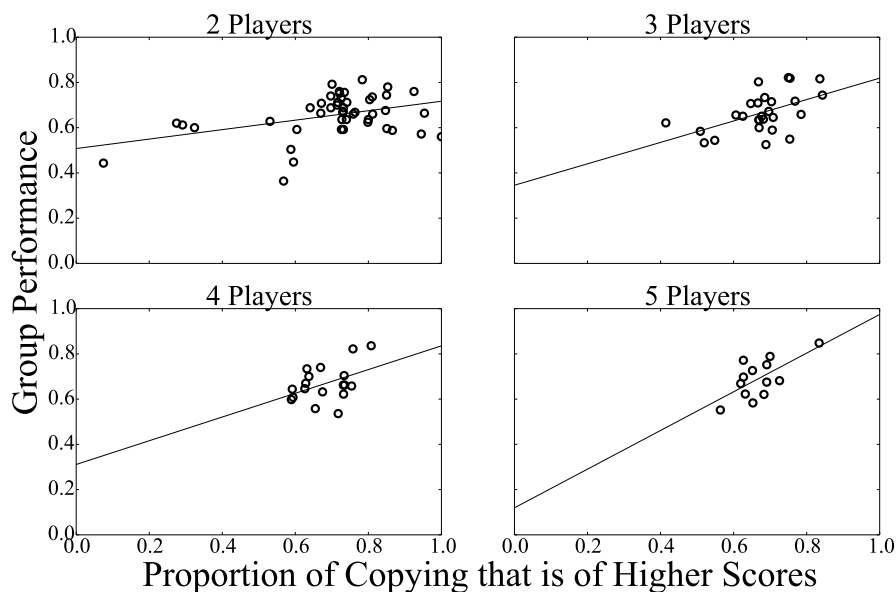 2 Players
3 Players
1.0
0.8
0.6
0.4
0.2
0.0
4 Players
5 Players
1.0
0.8
0.6
0.4
0.2
0.0
0.0 0.2 0.4 0.6 0.8 1.0
0.0 0.2 0.4 0.6 0.8 1.0
Group Performance
Proportion of Copying that is of Higher Scores